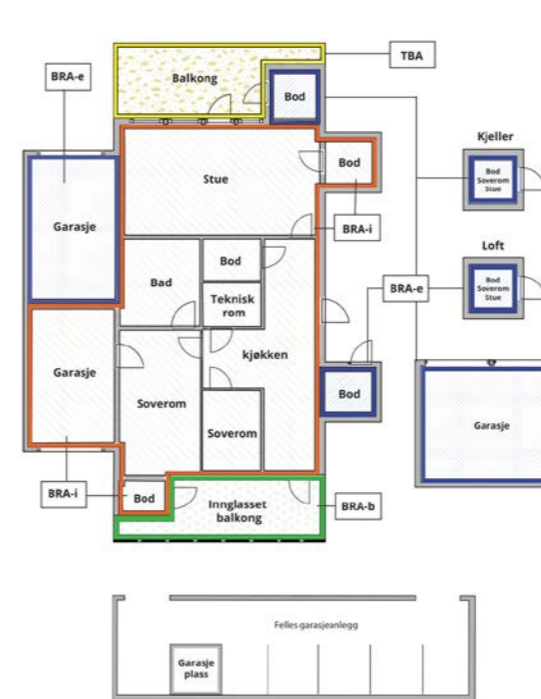 TBA
BRA-e
Balkong
Bod
Kjeller
Bod
Soverom
Stue
Stue
Bod
Garasje
BRA-i
Loft
Bad
Bod
Teknisk
rom
BRA-e
Bod
Soverom
Stue
kjøkken
Garasje
Soverom
Soverom
Bod
Garasje
BRA-i
Bod
Innglasset
balkong
BRA-b
Felles garasjeanlegg
Garasje
plass